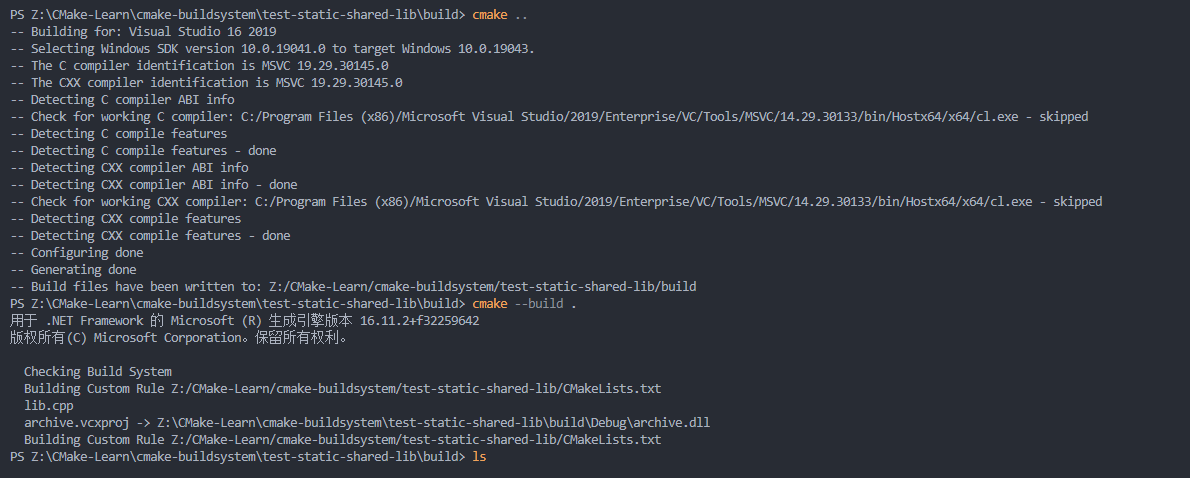 PS Z:\CMake-Learn\cmake-buildsystem\test-static-shared-lib\build> cmake ..
-- Building for: Visual Studio 16 2019
-- Selecting Windows SDK version 10.0.19041.0 to target Windows 10.0.19043.
-- The C compiler identification is MSVC 19.29.30145.0
-- The CXX compiler identification is MSVC 19.29.30145.0
-- Detecting C compiler ABI info
-- Check for working C compiler: C:/Program Files (x86)/Microsoft Visual Studio/2019/Enterprise/VC/Tools/MSVC/14.29.30133/bin/Hostx64/x64/cl.exe - skipped
-- Detecting C compile features
-- Detecting C compile features - done
-- Detecting CXX compiler ABI info
-- Detecting CXX compiler ABI info - done
-- Check for working CXX compiler: C:/Program Files (x86)/Microsoft Visual Studio/2019/Enterprise/VC/Tools/MSVC/14.29.30133/bin/Hostx64/x64/cl.exe - skipped
-- Detecting CXX compile features
-- Detecting CXX compile features - done
-- Configuring done
-- Generating done
-- Build files have been written to: Z:/CMake-Learn/cmake-buildsystem/test-static-shared-lib/build
PS Z:\CMake-Learn\cmake-buildsystem\test-static-shared-lib\build> cmake --build .
用于 .NET Framework 的 Microsoft (R) 生成引擎版本 16.11.2+f32259642
版权所有(C) Microsoft Corporation。保留所有权利。
Checking Build System
Building Custom Rule Z:/CMake-Learn/cmake-buildsystem/test-static-shared-lib/CMakeLists.txt
lib.cpp
archive.vcxproj -> Z:\CMake-Learn\cmake-buildsystem\test-static-shared-lib\build\Debug\archive.dll
Building Custom Rule Z:/CMake-Learn/cmake-buildsystem/test-static-shared-lib/CMakeLists.txt
PS Z:\CMake-Learn\cmake-buildsystem\test-static-shared-lib\build> ls